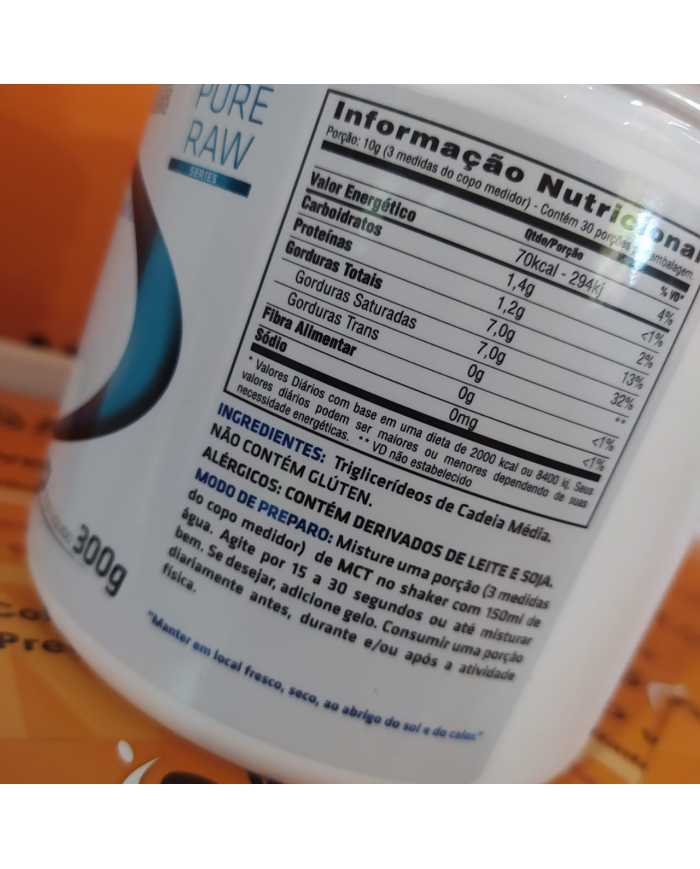 PURE
RAW
SERIES
Informação Nutricional
Porção: 10g (3 medidas do copo medidor) - Contém 30 porções embalagem.
Qtde/Porção % VD*
Valor Energético 70kcal - 294kj 4%
Carboidratos 1,4g <1%
Proteínas 1,2g 2%
Gorduras Totais 7,0g 13%
Gorduras Saturadas 7,0g 32%
Gorduras Trans 0g **
Fibra Alimentar 0g <1%
Sódio 0mg <1%
* Valores Diários com base em uma dieta de 2000 kcal ou 8400 kj. Seus
valores diários podem ser maiores ou menores dependendo de suas
necessidade energéticas. ** VD não estabelecido
INGREDIENTES: Triglicerídeos de Cadeia Média.
NÃO CONTÉM GLÚTEN.
ALÉRGICOS: CONTÉM DERIVADOS DE LEITE E SOJA.
MODO DE PREPARO: Misture uma porção (3 medidas
do copo medidor) de MCT no shaker com 150ml de
água, Agite por 15 a 30 segundos ou até misturar
bem. Se desejar, adicione gelo. Consumir uma porção
diariamente antes, durante e/ou após a atividade
física.
"Manter em local fresco, seco, ao abrigo do sol e do calor."
300g